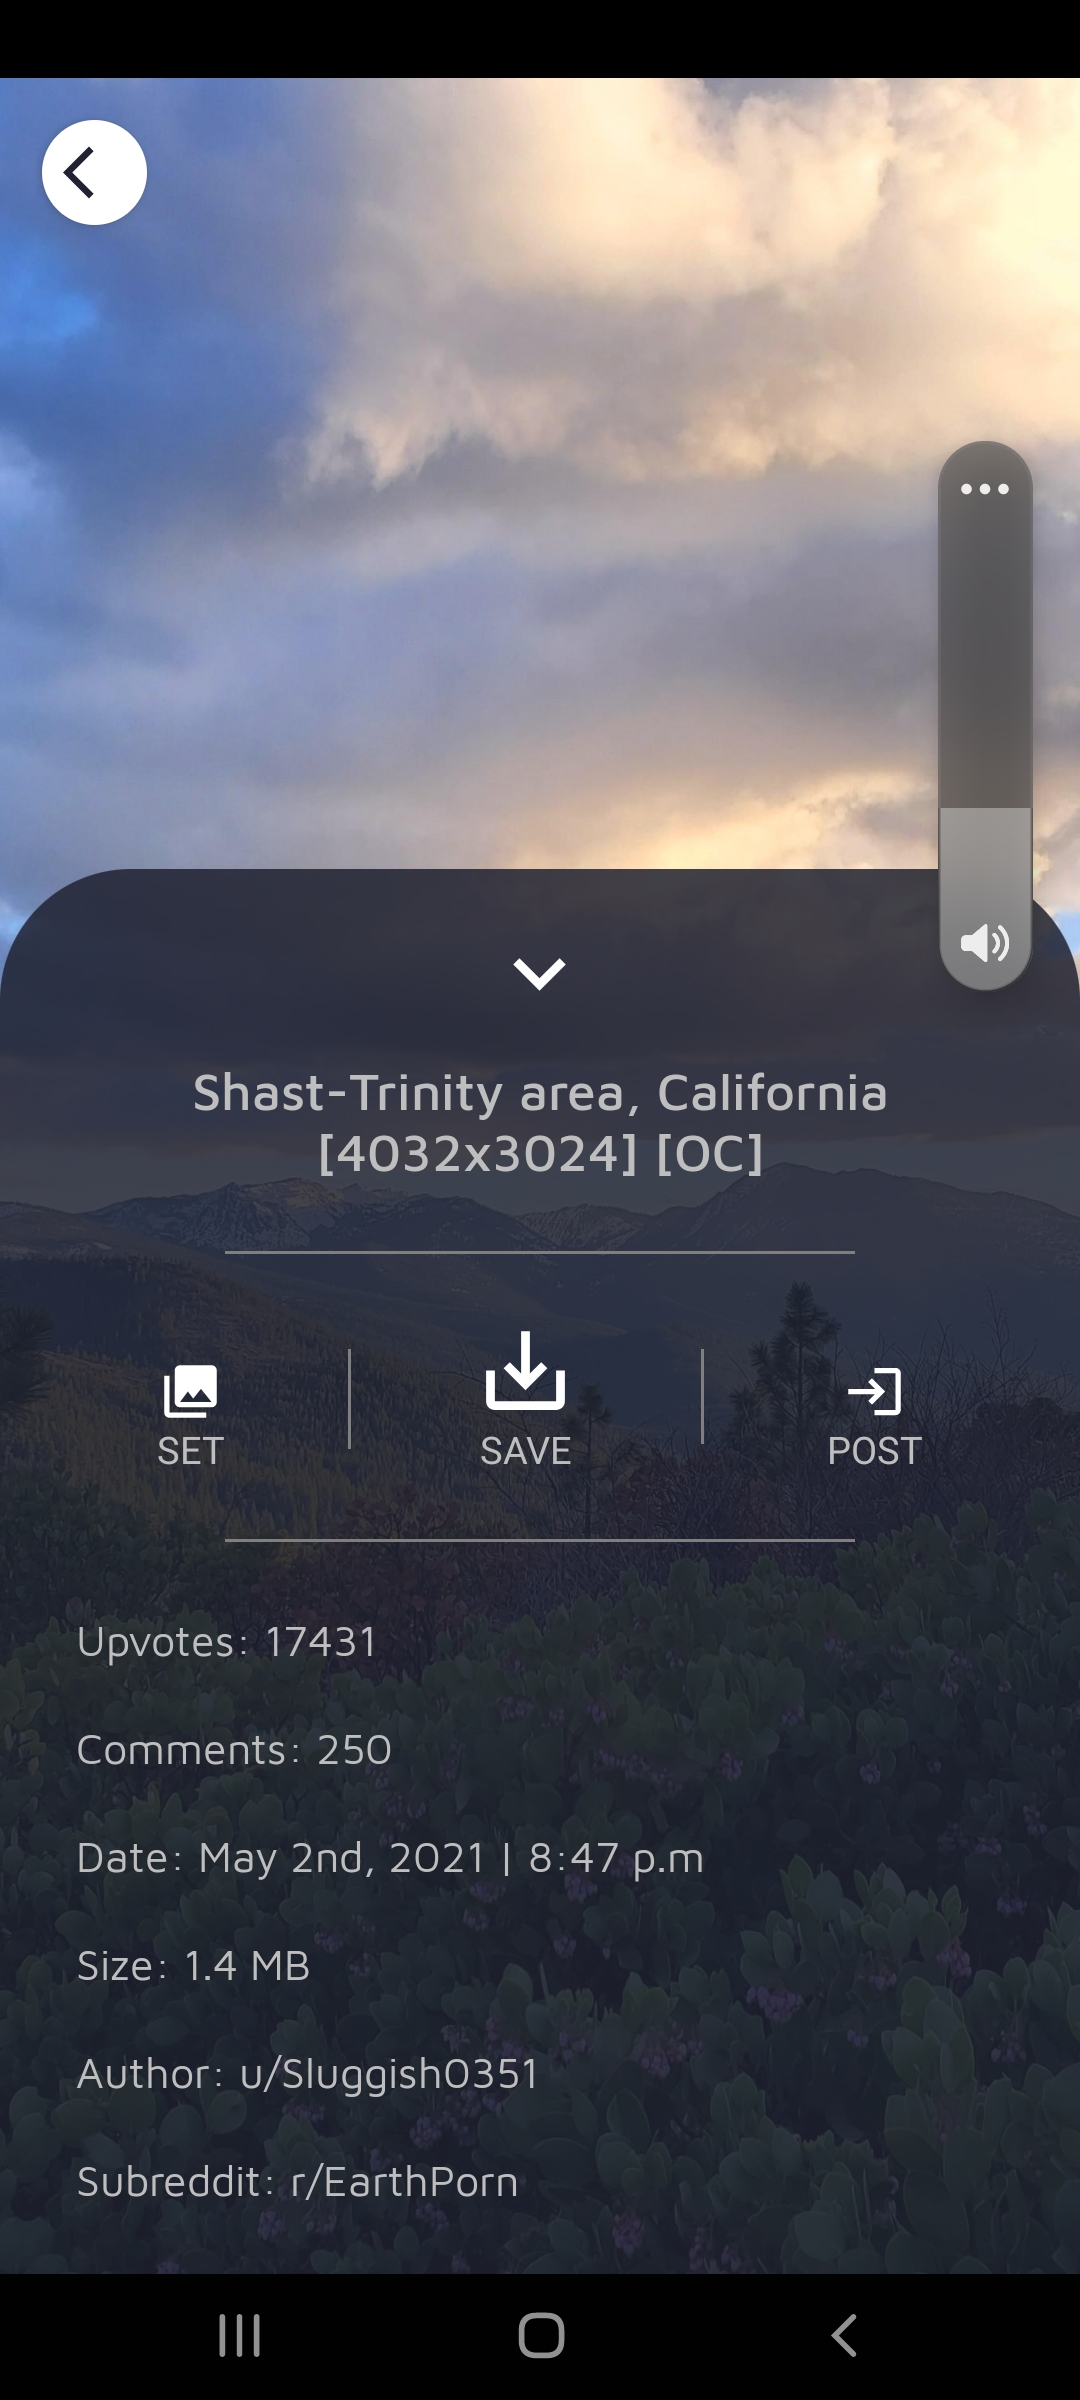 Shast-Trinity area, California
[4032x3024] [OC]
SET
SAVE
POST
Upvotes: 17431
Comments: 250
Date: May 2nd, 2021 | 8:47 p.m
Size: 1.4 MB
Author: u/Sluggish0351
Subreddit: r/EarthPorn